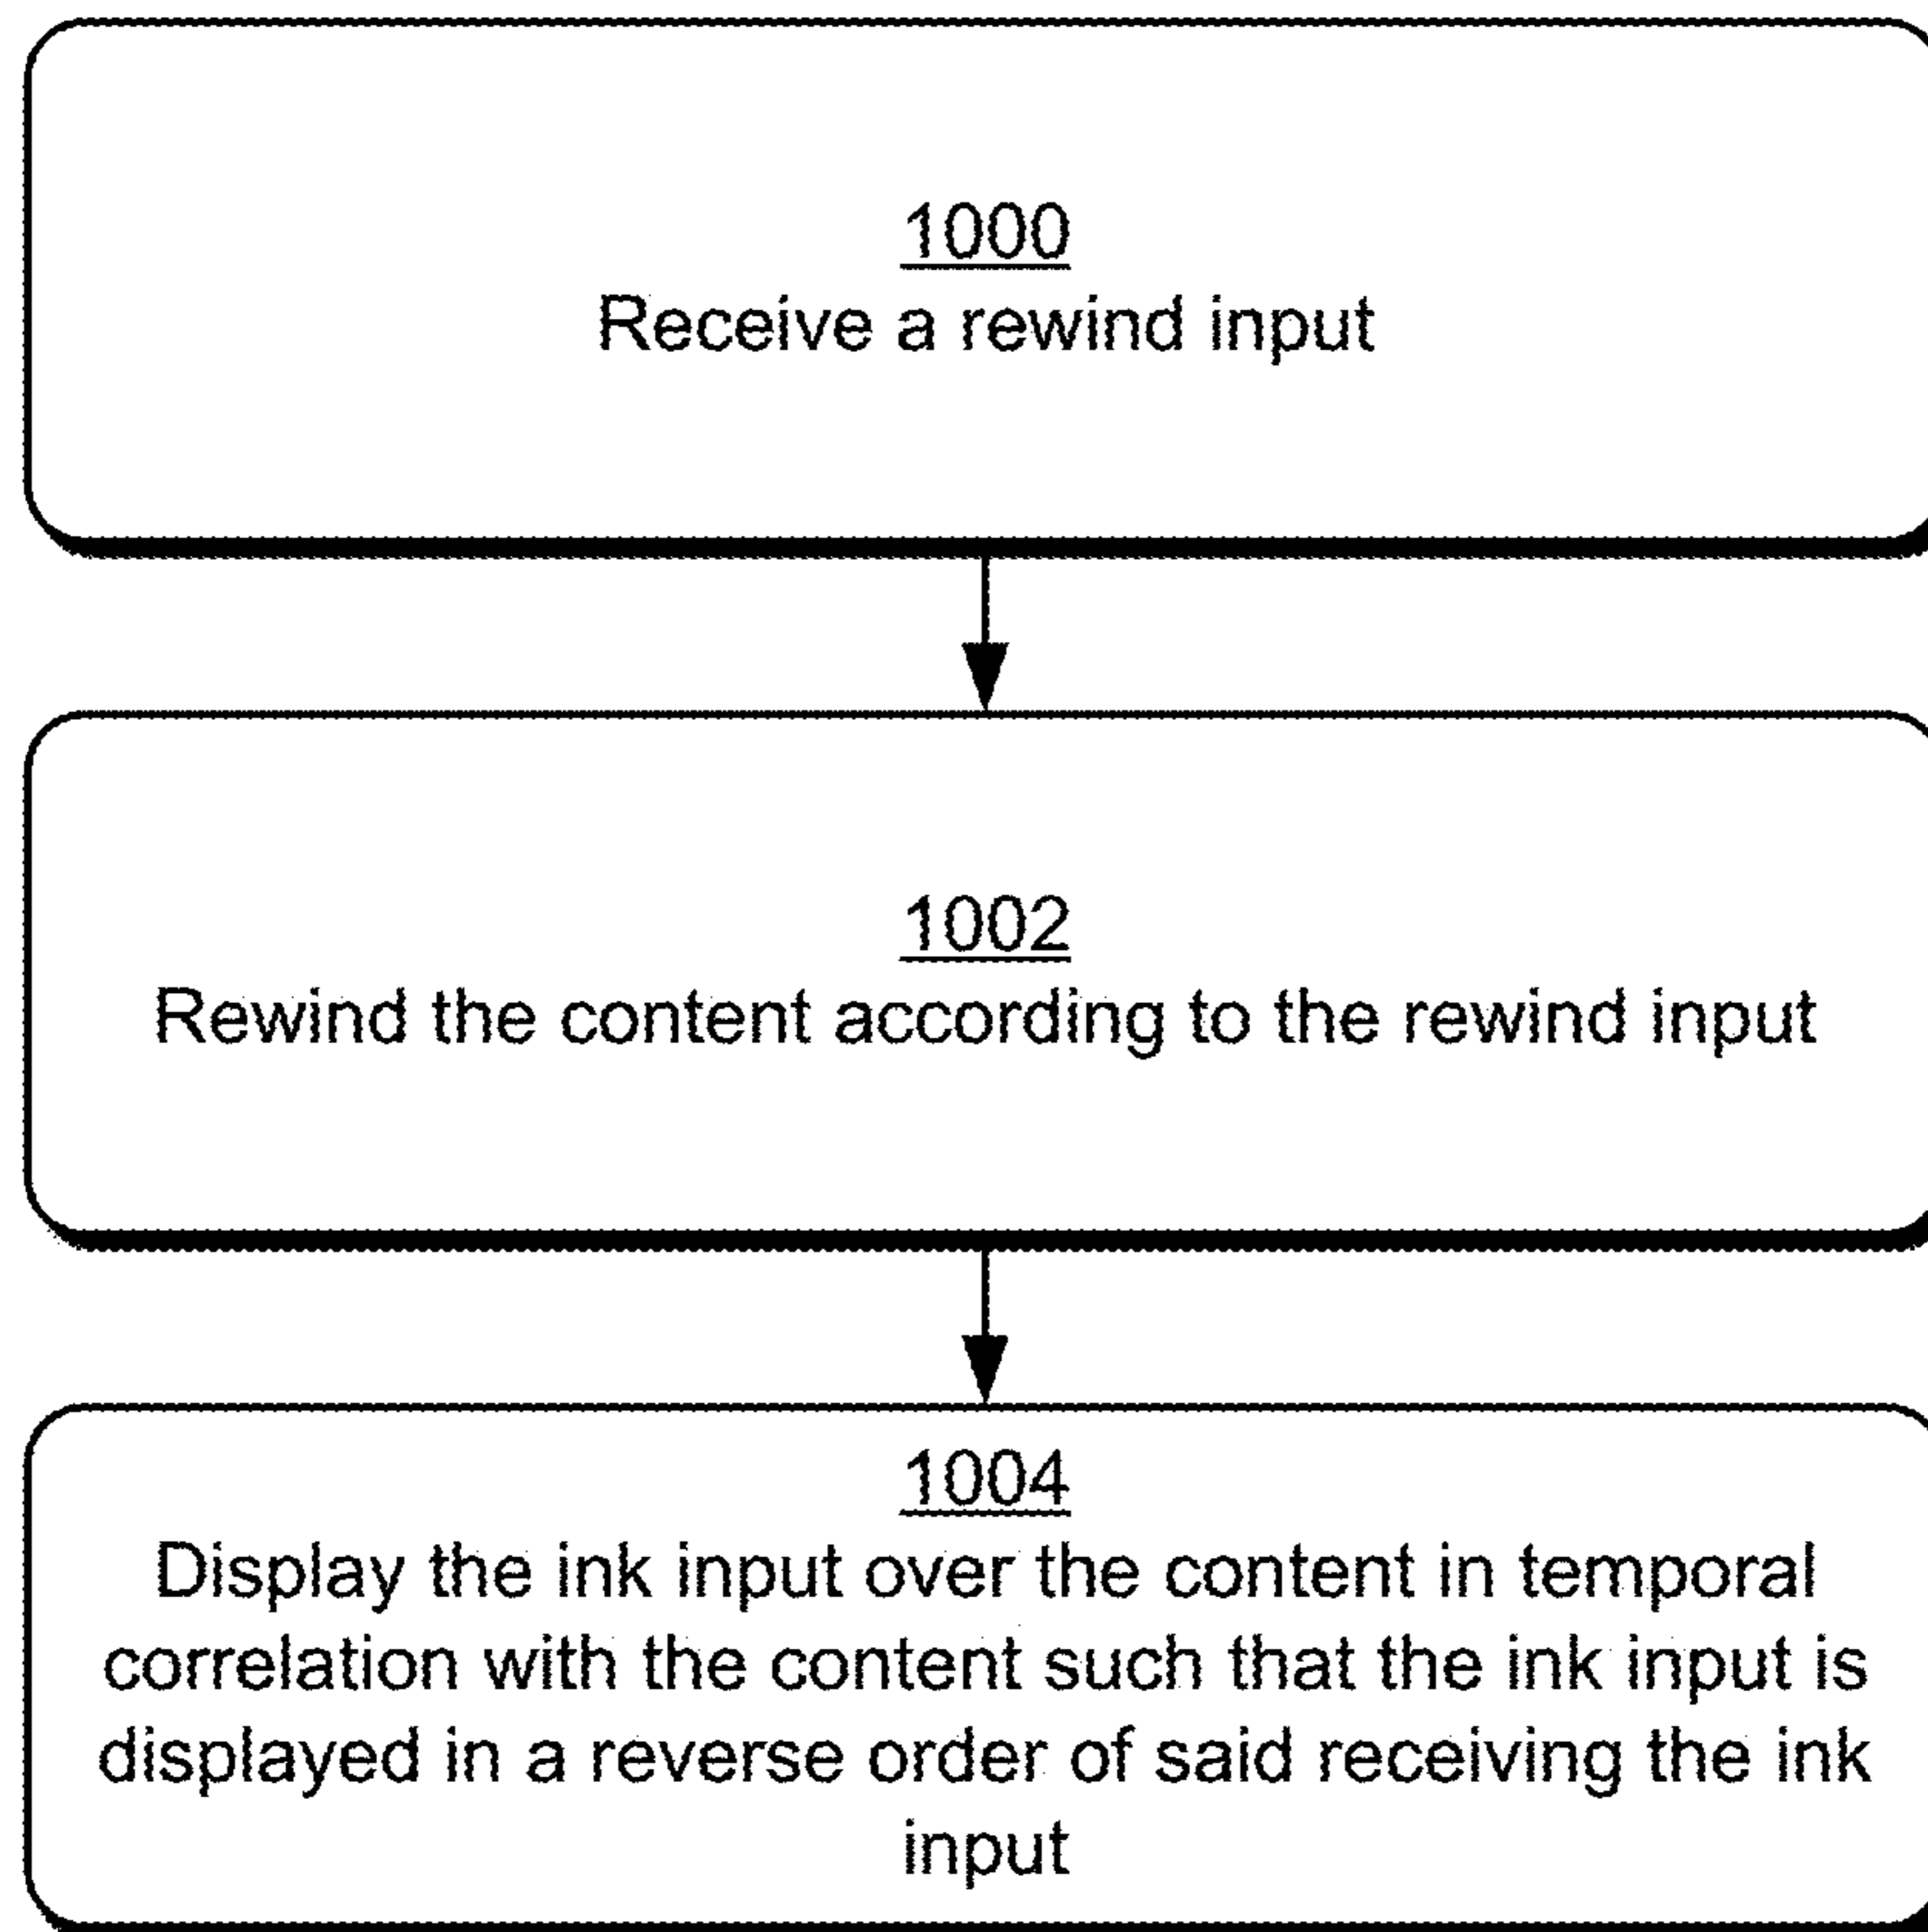 1000
Receive a rewind input
1002
Rewind the content according to the rewind input
1004
Display the ink input over the content in temporal
correlation with the content such that the ink input is
displayed in a reverse order of said receiving the ink
input